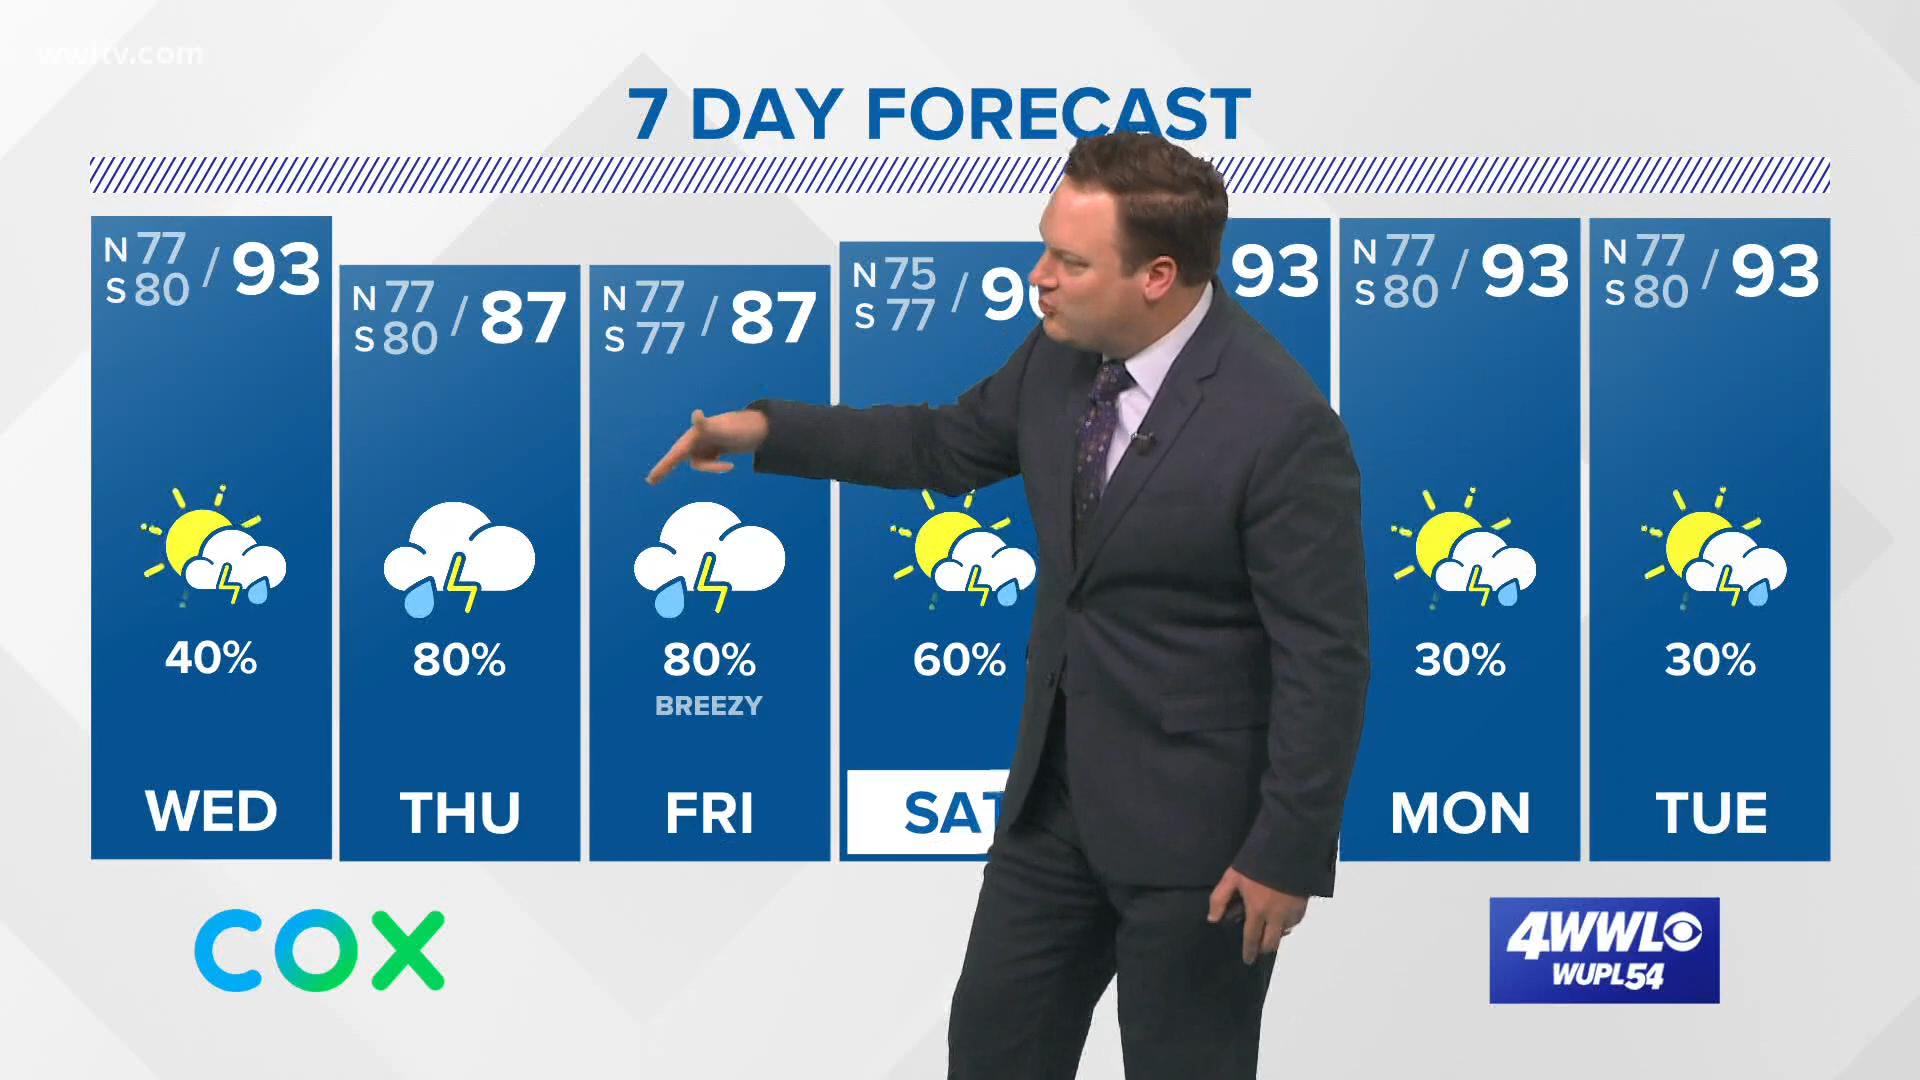 wwltv.com
7 DAY FORECAST
N 77 / 93
S 80
40%
WED
N 77 / 87
S 80
80%
THU
N 77 / 87
S 77
80%
BREEZY
FRI
N 75 / 90
S 77
60%
SAT
93
N 77 / 93
S 80
30%
MON
N 77 / 93
S 80
30%
TUE
COX
4WWL
WUPL54